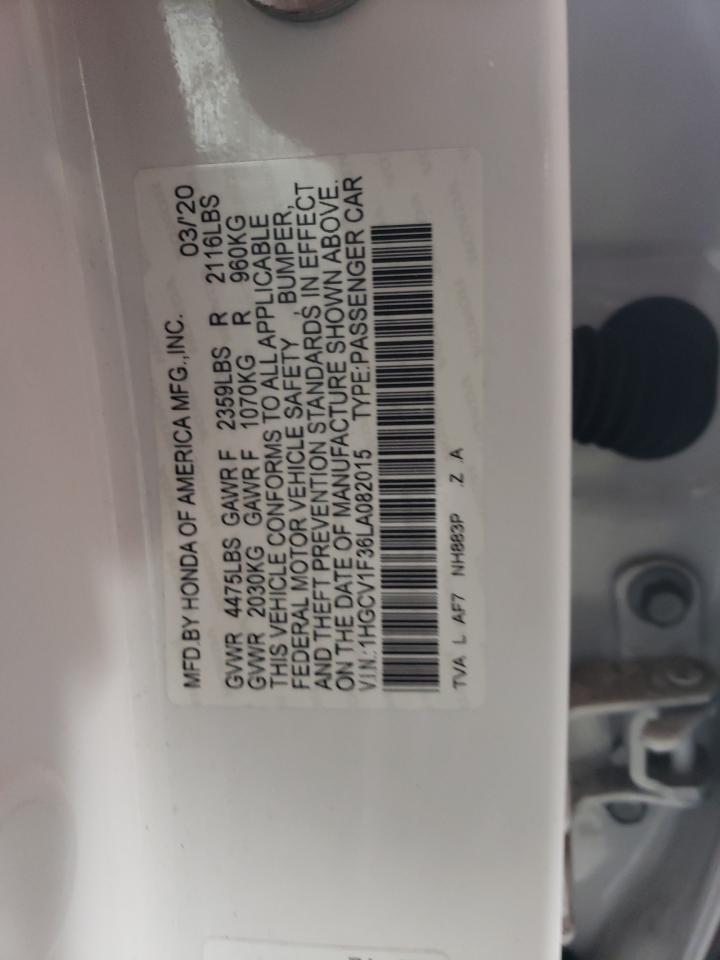 MFD.BY HONDA OF AMERICA MFG.,INC. 03/'20
GVWR 4475LBS GAWR F 2359LBS R 2116LBS
GVWR 2030KG GAWR F 1070KG R 960KG
THIS VEHICLE CONFORMS TO ALL APPLICABLE
FEDERAL MOTOR VEHICLE SAFETY , BUMPER,
AND THEFT PREVENTION STANDARDS IN EFFECT
ON THE DATE OF MANUFACTURE SHOWN ABOVE.
V.I.N.:1HGCV1F36LA082015 TYPE:PASSENGER CAR
TVA L AF7 NH883P .Z A